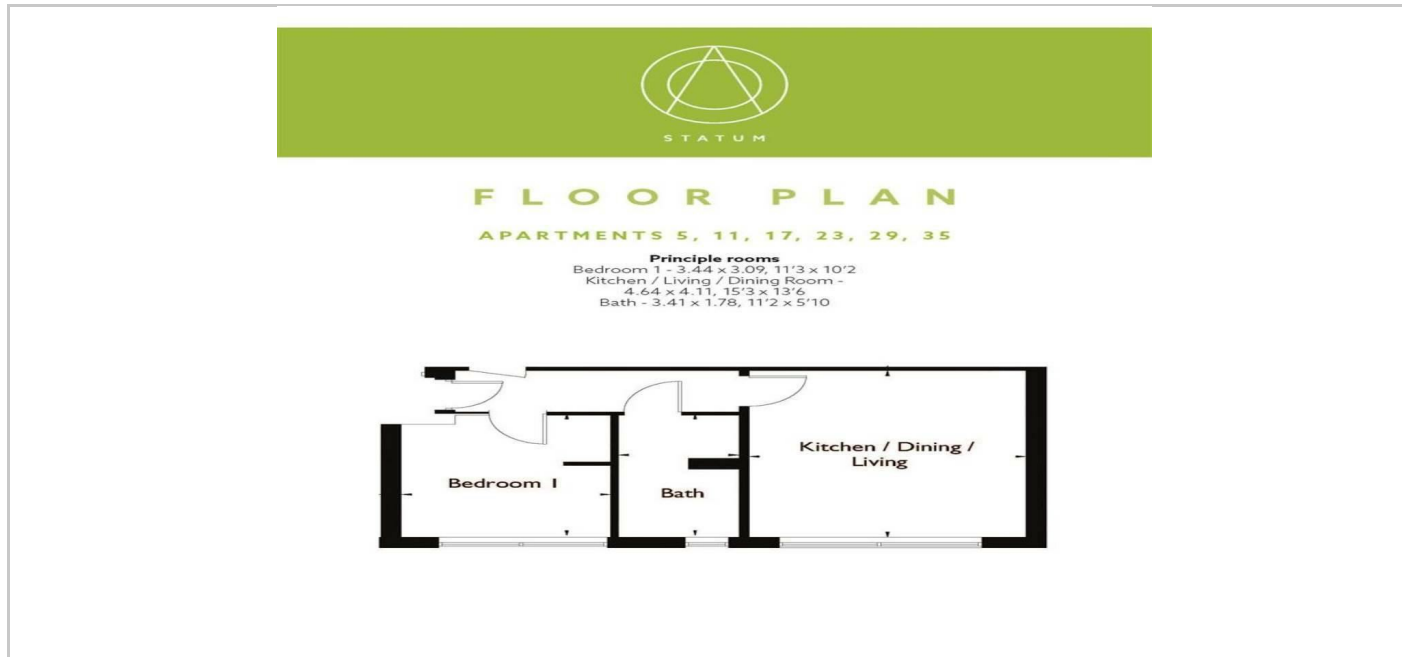 STATUM
FLOOR PLAN
APARTMENTS 5, 11, 17, 23, 29, 35
Principle rooms
Bedroom 1 - 3.44 x 3.09, 11'3 x 10'2
Kitchen / Living / Dining Room -
4.64 x 4.11, 15'3 x 13'6
Bath - 3.41 x 1.78, 11'2 x 5'10
Bedroom 1
Bath
Kitchen / Dining /
Living